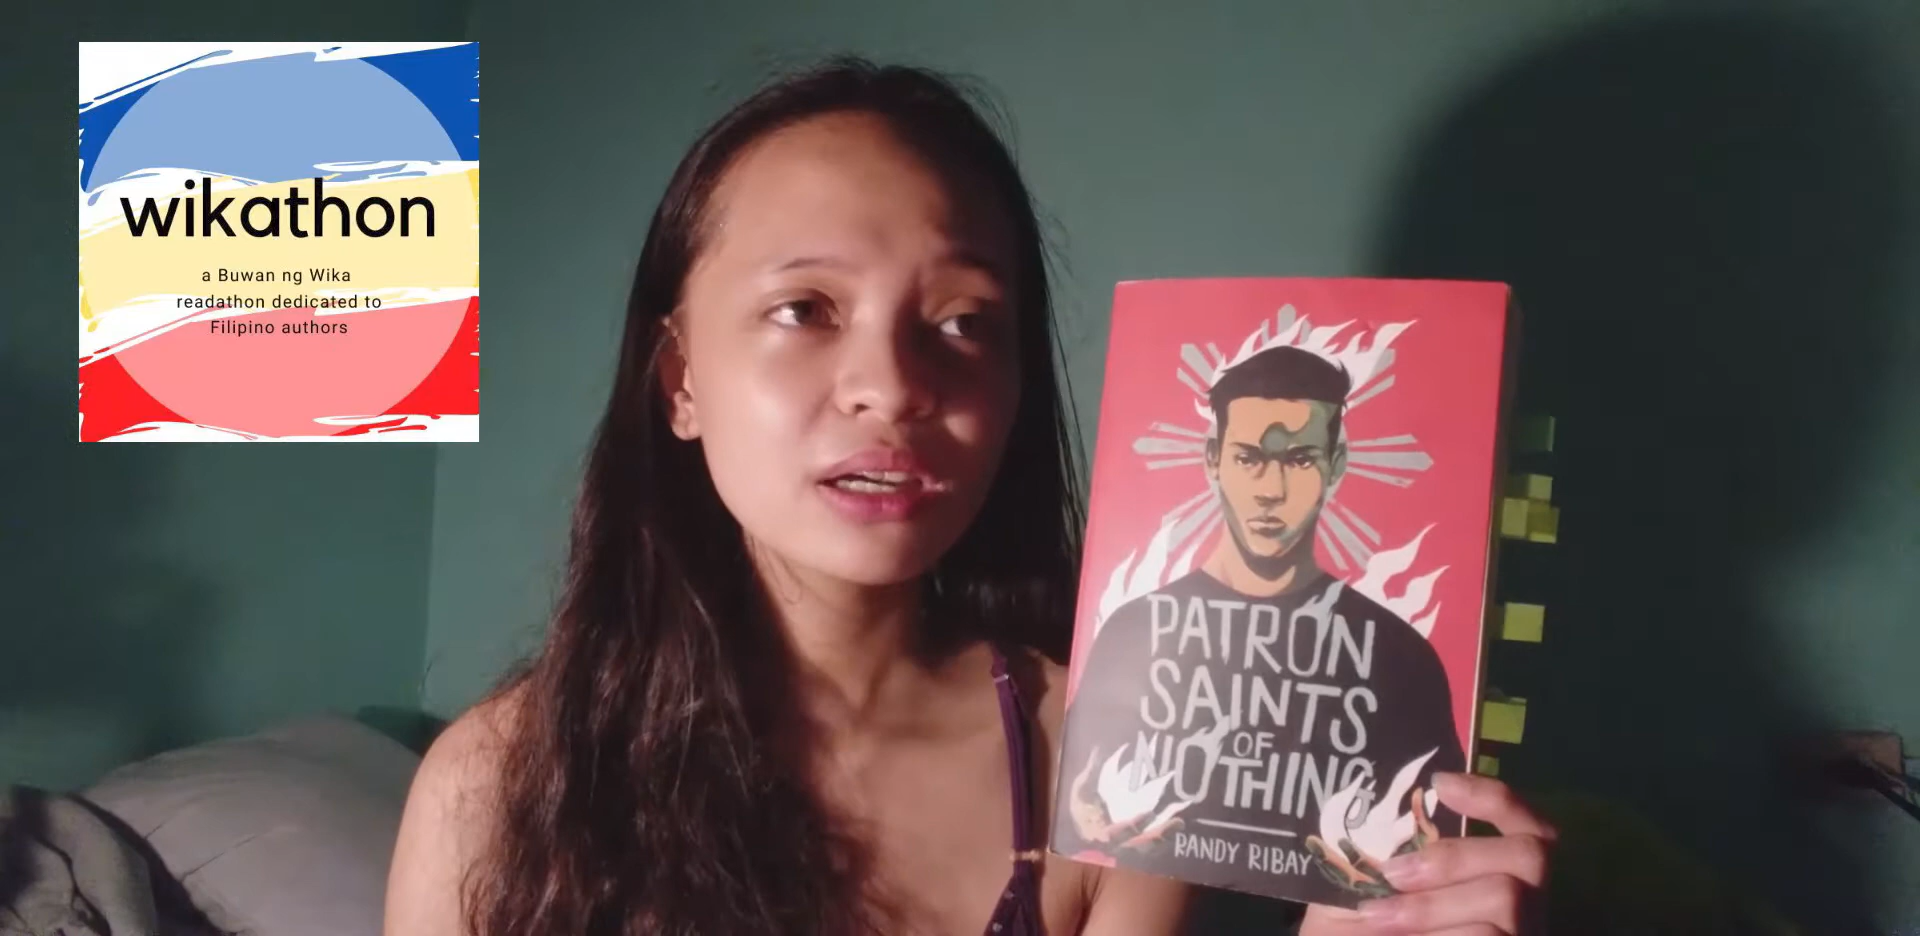 wikathon
a Buwan ng Wika
readathon dedicated to
Filipino authors
PATRON
SAINTS
OF
NOTHING
RANDY RIBAY